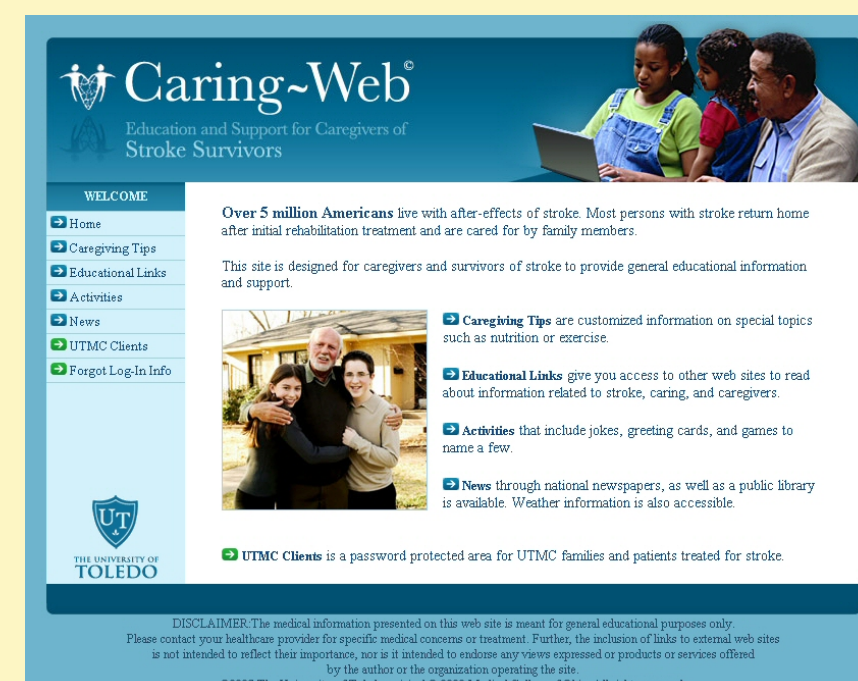 Caring~Web©
Education and Support for Caregivers of
Stroke Survivors
WELCOME
Home
Caregiving Tips
Educational Links
Activities
News
UTMC Clients
Forgot Log-In Info
UT
THE UNIVERSITY OF
TOLEDO
Over 5 million Americans live with after-effects of stroke. Most persons with stroke return home
after initial rehabilitation treatment and are cared for by family members.
This site is designed for caregivers and survivors of stroke to provide general educational information
and support.
Caregiving Tips are customized information on special topics
such as nutrition or exercise.
Educational Links give you access to other web sites to read
about information related to stroke, caring, and caregivers.
Activities that include jokes, greeting cards, and games to
name a few.
News through national newspapers, as well as a public library
is available. Weather information is also accessible.
UTMC Clients is a password protected area for UTMC families and patients treated for stroke.
DISCLAIMER:The medical information presented on this web site is meant for general educational purposes only.
Please contact your healthcare provider for specific medical concerns or treatment. Further, the inclusion of links to external web sites
is not intended to reflect their importance, nor is it intended to endorse any views expressed or products or services offered
by the author or the organization operating the site.